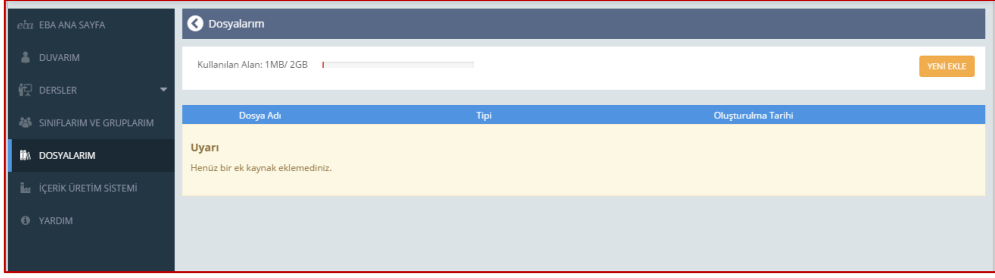 eba EBA ANA SAYFA
DUVARIM
DERSLER
SINIFLARIM VE GRUPLARIM
DOSYALARIM
İÇERİK ÜRETİM SİSTEMİ
YARDIM
Dosyalarım
Kullanılan Alan: 1MB/ 2GB
YENİ EKLE
Dosya Adı Tipi Oluşturulma Tarihi
Uyarı
Henüz bir ek kaynak eklemediniz.